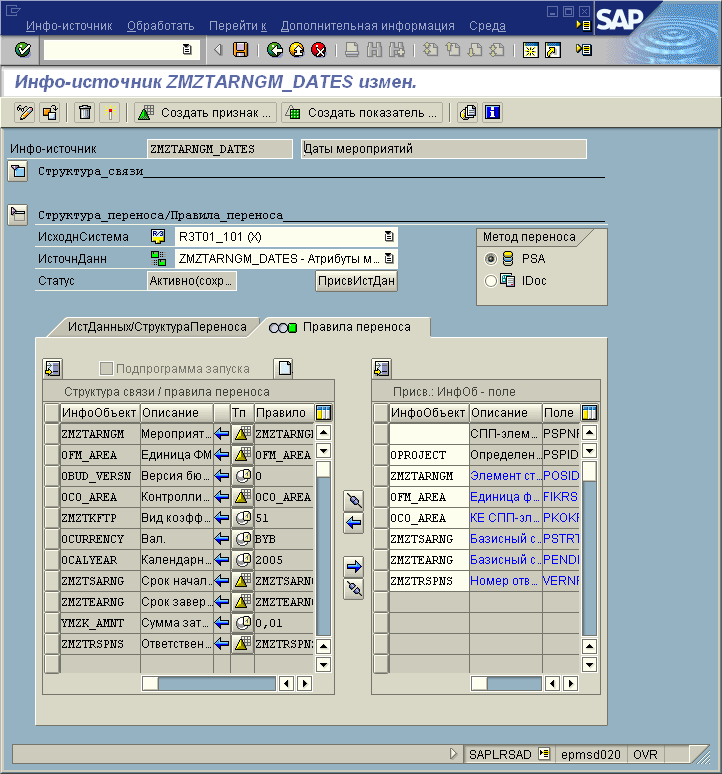 Инфо-источник Обработать Перейти к Дополнительная информация Среда
SAP
Инфо-источник ZMZTARNGM_DATES измен.
Создать признак ... Создать показатель ...
Инфо-источник ZMZTARNGM_DATES Даты мероприятий
Структура_связи
Структура_переноса/Правила_переноса
ИсходнСистема R3T01_101 (X)
ИсточнДанн ZMZTARNGM_DATES - Атрибуты м...
Статус Активно(сохр... ПрисвИстДан
Метод переноса
PSA
IDoc
ИстДанных/СтруктураПереноса Правила переноса
Подпрограмма запуска
Структура связи / правила переноса
ИнфоОбъект Описание Тп Правило
ZMZTARNGM Мероприят... ZMZTARNGM
0FM_AREA Единица ФМ 0FM_AREA
0BUD_VERSN Версия бю... 0
0CO_AREA Контролли... 0CO_AREA
ZMZTKFTP Вид коэфф... 51
0CURRENCY Вал. BYB
0CALYEAR Календарн... 2005
ZMZTSARNG Срок начал... ZMZTSARNG
ZMZTEARNG Срок завер... ZMZTEARNG
YMZK_AMNT Сумма зат... 0,01
ZMZTRSPNS Ответствен... ZMZTRSPNS
Присв.: ИнфОб - поле
ИнфоОбъект Описание Поле
СПП-элем... PSPNR
0PROJECT Определен... PSPID
ZMZTARNGM Элемент ст... POSID
0FM_AREA Единица ф... FIKRS
0CO_AREA КЕ СПП-эл... PKOKR
ZMZTSARNG Базисный с... PSTRT
ZMZTEARNG Базисный с... PENDE
ZMZTRSPNS Номер отв... VERNR
SAPLRSAD epmsd020 OVR